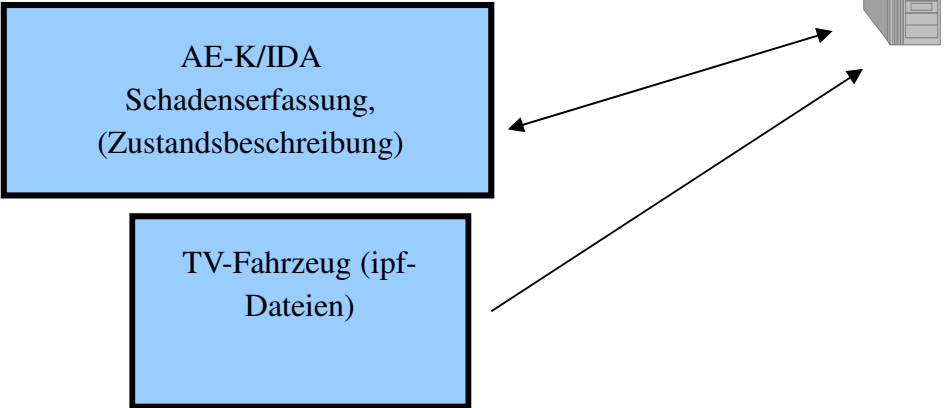 AE-K/IDA
Schadenserfassung,
(Zustandsbeschreibung)
TV-Fahrzeug (ipf-
Dateien)